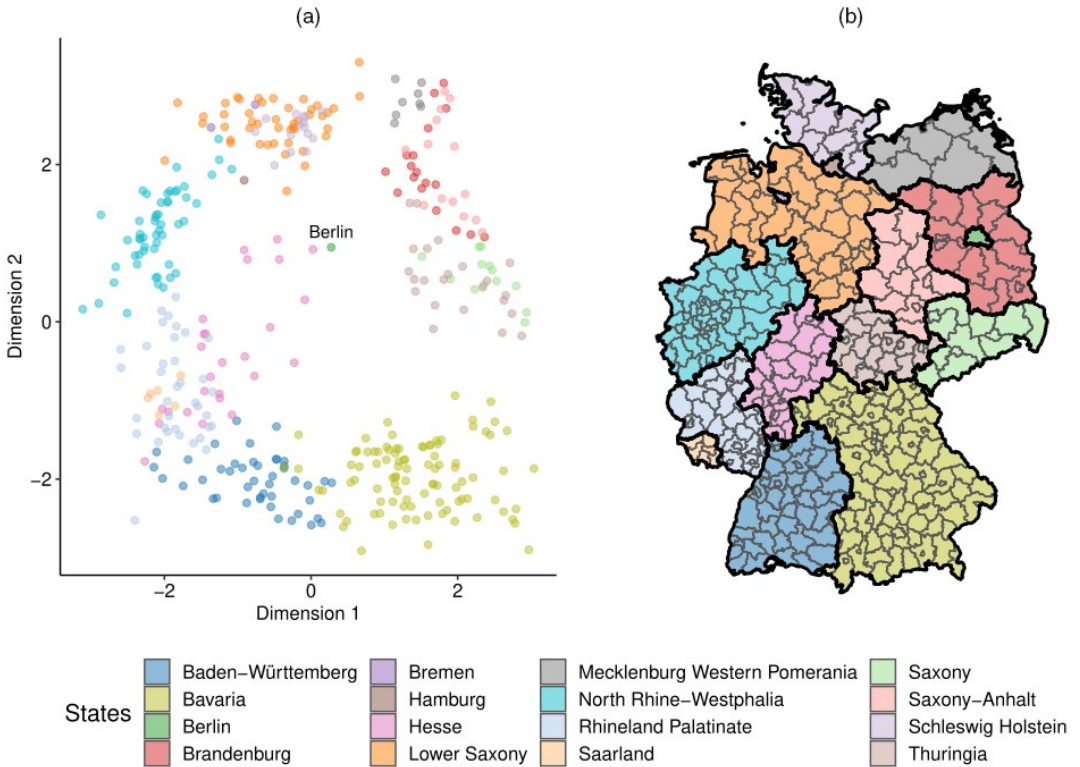 (a)
(b)
Dimension 2
2
0
−2
Berlin
−2
0
2
Dimension 1
States
Baden−Württemberg
Bavaria
Berlin
Brandenburg
Bremen
Hamburg
Hesse
Lower Saxony
Mecklenburg Western Pomerania
North Rhine−Westphalia
Rhineland Palatinate
Saarland
Saxony
Saxony−Anhalt
Schleswig Holstein
Thuringia